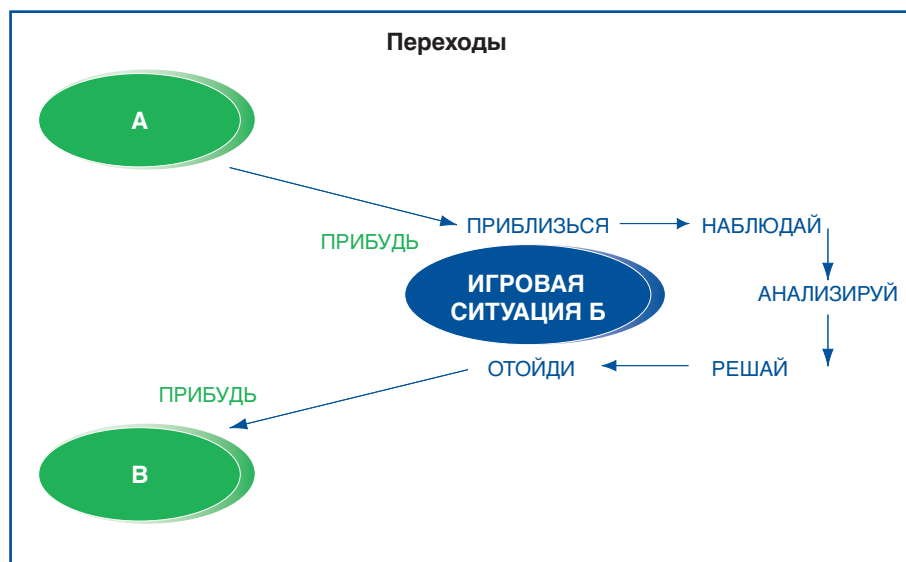 Переходы
А
ПРИБУДЬ
ПРИБЛИЗЬСЯ
НАБЛЮДАЙ
ИГРОВАЯ
СИТУАЦИЯ Б
АНАЛИЗИРУЙ
ОТОЙДИ
РЕШАЙ
ПРИБУДЬ
В